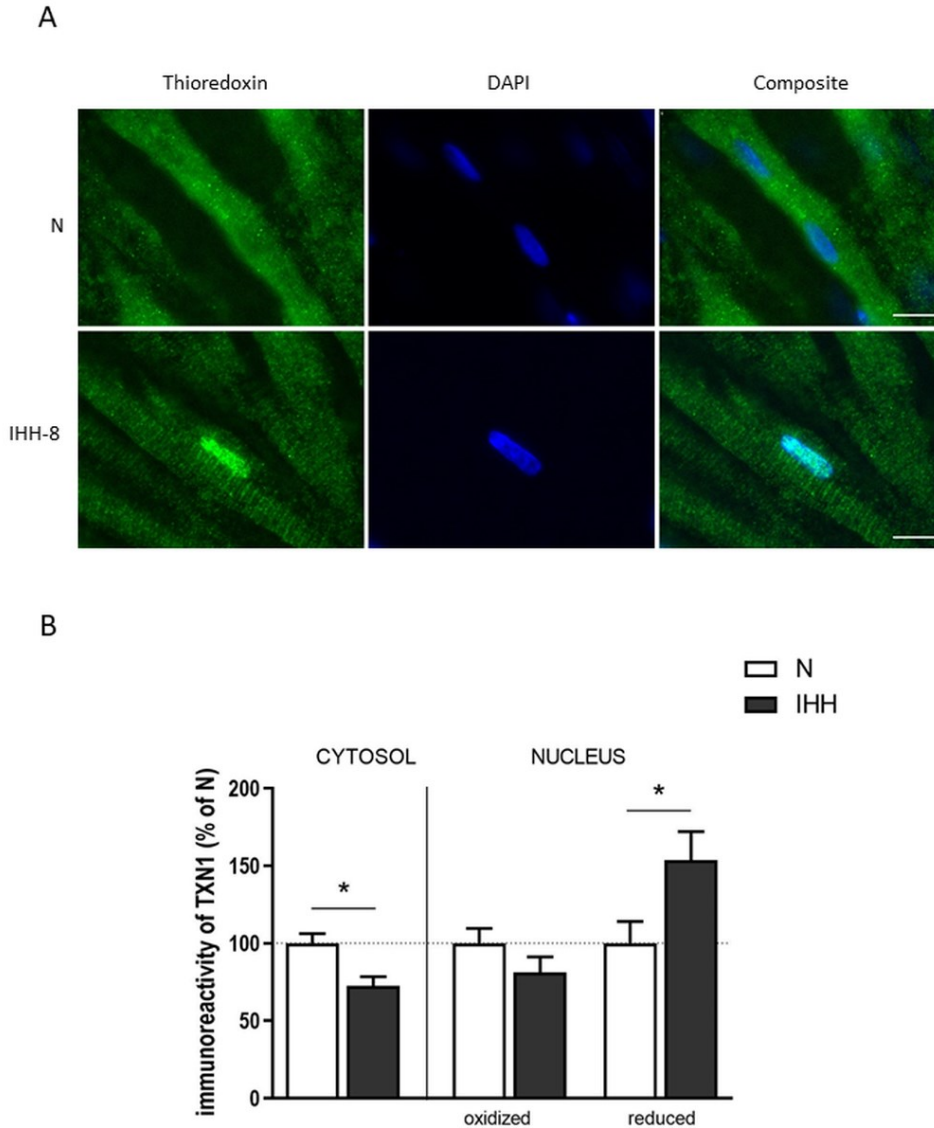 A
Thioredoxin DAPI Composite
N
IHH-8
B
N
IHH
CYTOSOL NUCLEUS
immunoreactivity of TXN1 (% of N)
200
*
150
*
100
50
0
oxidized reduced